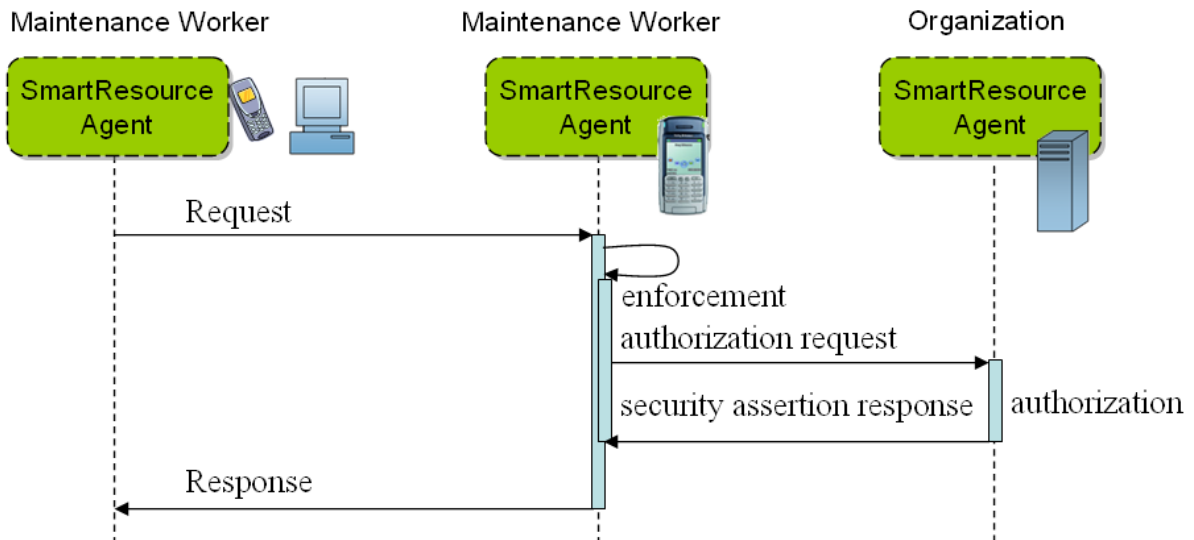 Maintenance Worker
Maintenance Worker
Organization
SmartResource
Agent
SmartResource
Agent
SmartResource
Agent
Request
enforcement
authorization request
security assertion response
authorization
Response